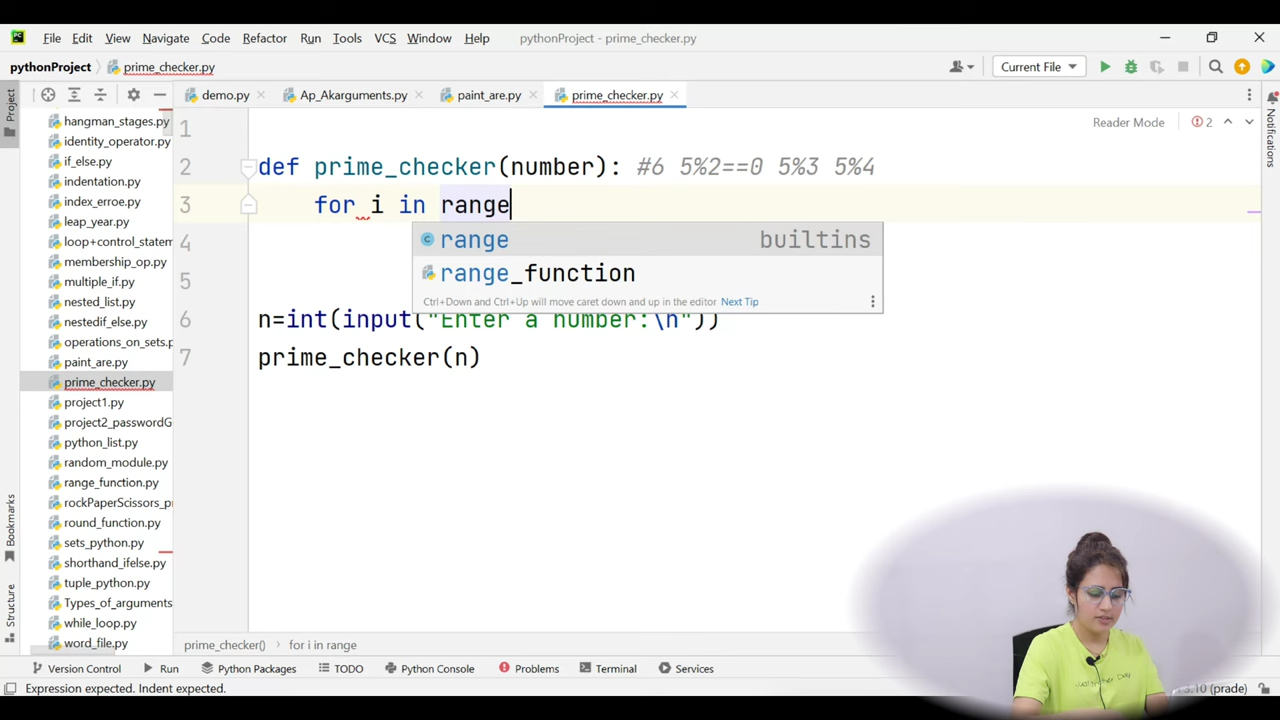 File Edit View Navigate Code Refactor Run Tools VCS Window Help pythonProject - prime_checker.py
pythonProject prime_checker.py Current File
Project
demo.py Ap_Akarguments.py paint_are.py prime_checker.py
Notifications
Reader Mode 2
hangman_stages.py
identity_operator.py
if_else.py
indentation.py
index_erroe.py
leap_year.py
loop+control_statem
membership_op.py
multiple_if.py
nested_list.py
nestedif_else.py
operations_on_sets.p
paint_are.py
prime_checker.py
project1.py
project2_passwordG
python_list.py
random_module.py
range_function.py
rockPaperScissors_pr
round_function.py
sets_python.py
shorthand_ifelse.py
tuple_python.py
Types_of_arguments
while_loop.py
word_file.py
1
2 def prime_checker(number): #6 5%2==0 5%3 5%4
3 for i in range
range builtins
range_function
Ctrl+Down and Ctrl+Up will move caret down and up in the editor Next Tip
4
5
6 n=int(input("Enter a number:\n"))
7 prime_checker(n)
Bookmarks
Structure
prime_checker() for i in range
Version Control Run Python Packages TODO Python Console Problems Terminal Services
Expression expected. Indent expected. 3.10 (prade)